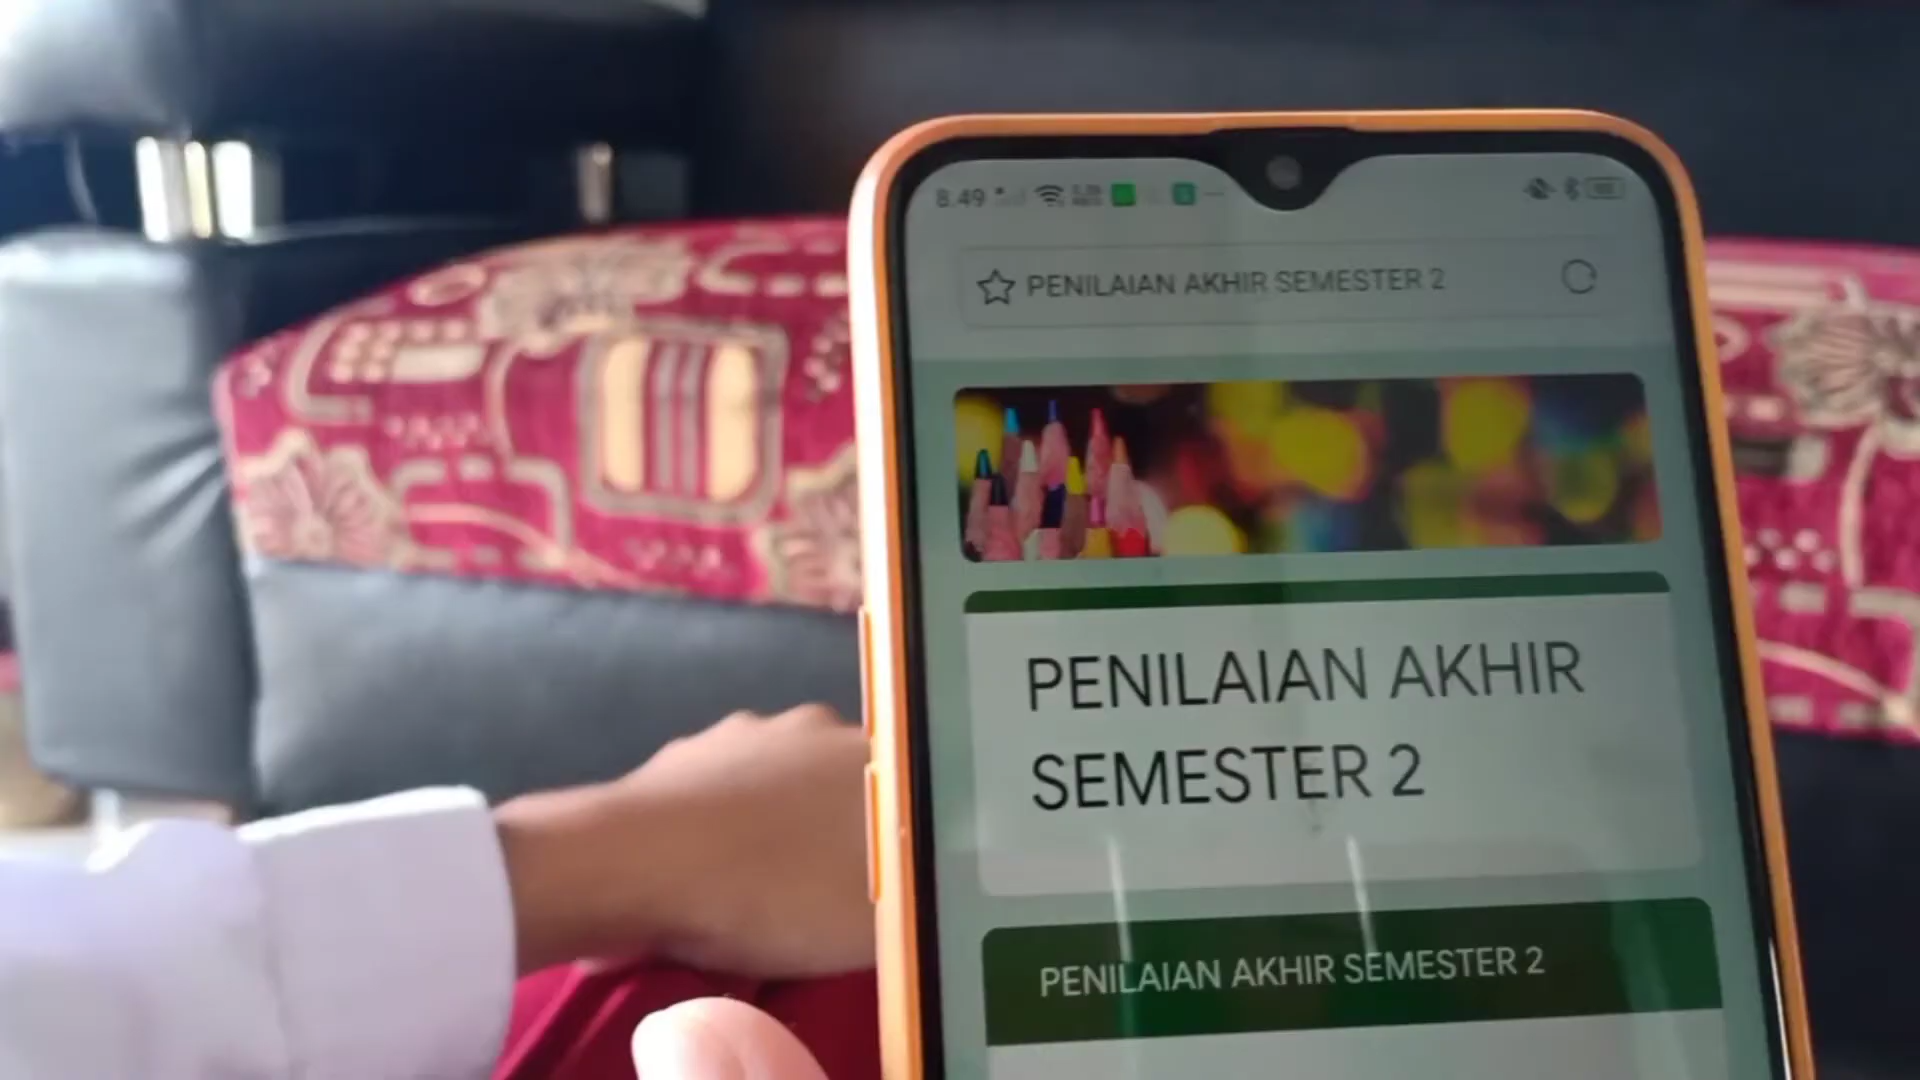 8.49
PENILAIAN AKHIR SEMESTER 2
PENILAIAN AKHIR
SEMESTER 2
PENILAIAN AKHIR SEMESTER 2